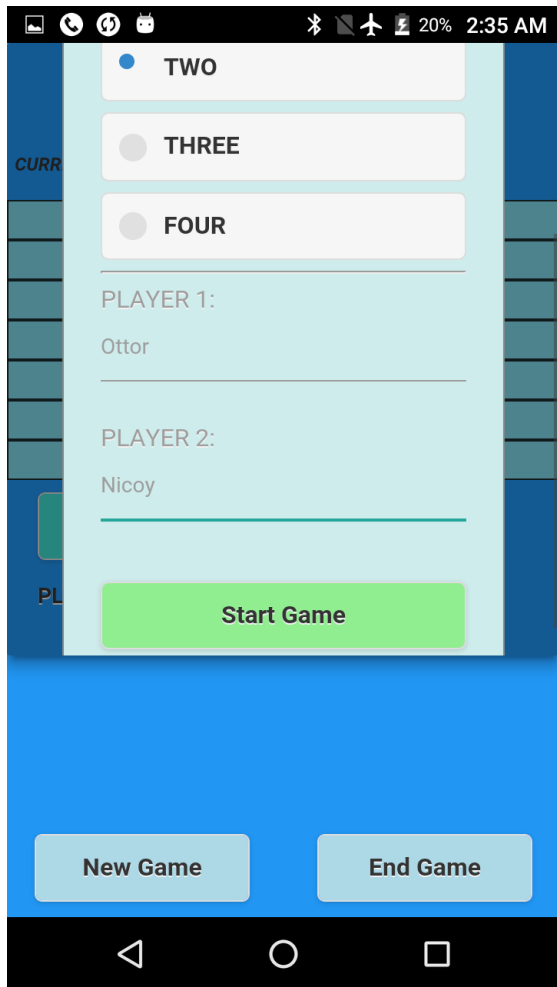 20% 2:35 AM
TWO
THREE
CURR
FOUR
PLAYER 1:
Ottor
PLAYER 2:
Nicoy
PL
Start Game
New Game
End Game